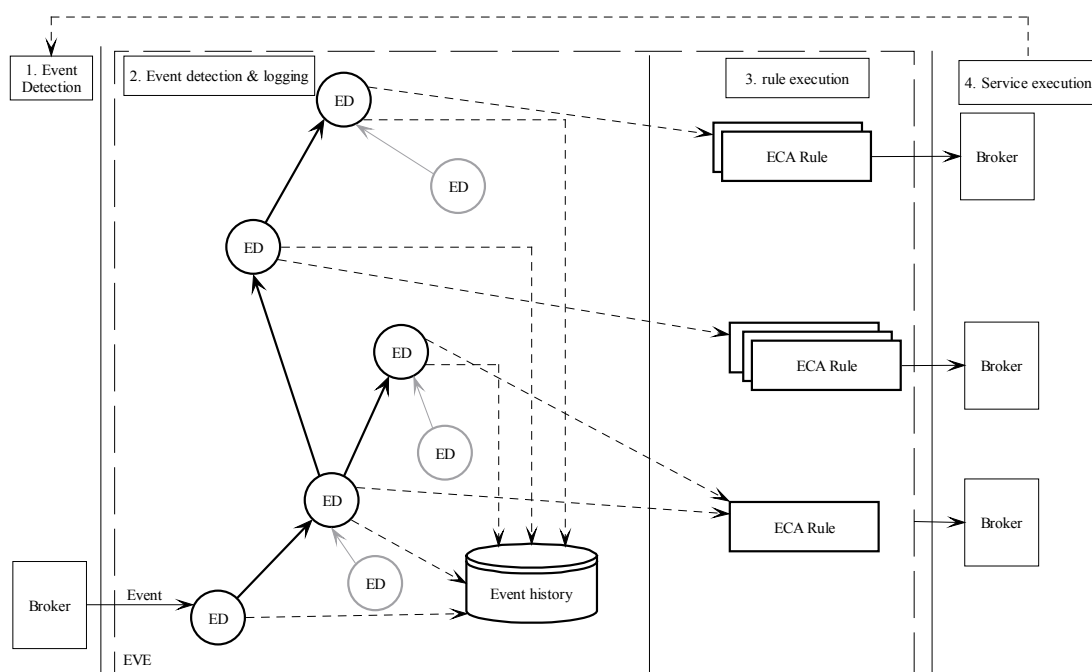 1. Event
Detection
2. Event detection & logging
3. rule execution
4. Service execution
ED
ECA Rule
Broker
ED
ED
ED
ECA Rule
Broker
ED
ED
ECA Rule
Broker
ED
ED
Event history
Broker
Event
ED
EVE